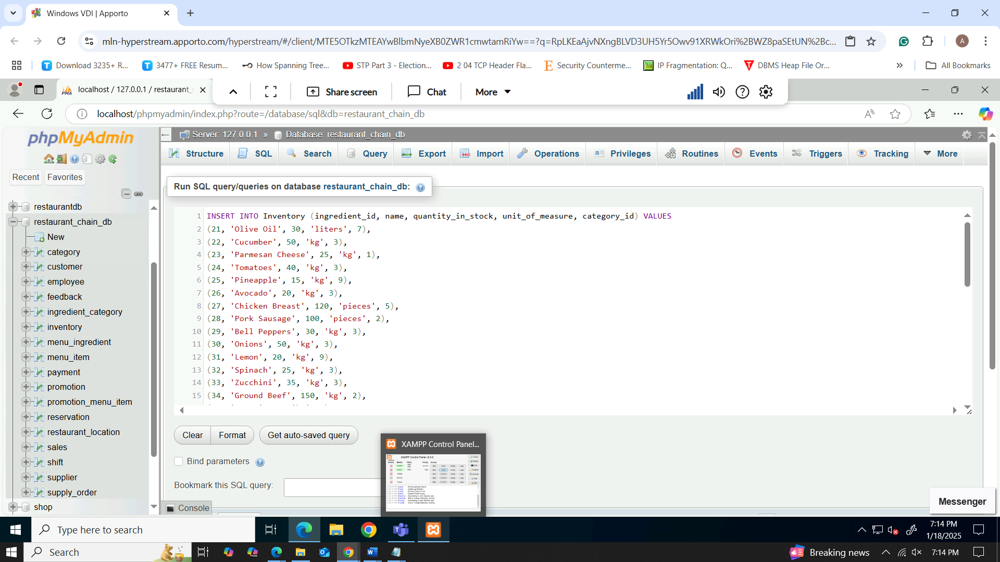 Windows VDI | Apporto
mln-hyperstream.apporto.com/hyperstream/#/client/MTE5OTkzMTEAYwBlbmNyeXB0ZWR1cmwtamRiYw==?q=RpLKEaAjvNXngBLVD3UH5Yr5Owv91XRWkOri%2BWZ8paSEtUN%2Bc...
A
Download 3235+ R...
3477+ FREE Resum...
How Spanning Tree...
STP Part 3 - Election...
2 04 TCP Header Fla...
Security Counterme...
IP Fragmentation: Q...
DBMS Heap File Or...
All Bookmarks
localhost / 127.0.0.1 / restaurant_
Share screen
Chat
More
localhost/phpmyadmin/index.php?route=/database/sql&db=restaurant_chain_db
phpMyAdmin
Recent
Favorites
restaurantdb
restaurant_chain_db
New
category
customer
employee
feedback
ingredient_category
inventory
menu_ingredient
menu_item
payment
promotion
promotion_menu_item
reservation
restaurant_location
sales
shift
supplier
supply_order
shop
Server: 127.0.0.1 » Database: restaurant_chain_db
Structure
SQL
Search
Query
Export
Import
Operations
Privileges
Routines
Events
Triggers
Tracking
More
Run SQL query/queries on database restaurant_chain_db:
1 INSERT INTO Inventory (ingredient_id, name, quantity_in_stock, unit_of_measure, category_id) VALUES
2 (21, 'Olive Oil', 30, 'liters', 7),
3 (22, 'Cucumber', 50, 'kg', 3),
4 (23, 'Parmesan Cheese', 25, 'kg', 1),
5 (24, 'Tomatoes', 40, 'kg', 3),
6 (25, 'Pineapple', 15, 'kg', 9),
7 (26, 'Avocado', 20, 'kg', 3),
8 (27, 'Chicken Breast', 120, 'pieces', 5),
9 (28, 'Pork Sausage', 100, 'pieces', 2),
10 (29, 'Bell Peppers', 30, 'kg', 3),
11 (30, 'Onions', 50, 'kg', 3),
12 (31, 'Lemon', 20, 'kg', 9),
13 (32, 'Spinach', 25, 'kg', 3),
14 (33, 'Zucchini', 35, 'kg', 3),
15 (34, 'Ground Beef', 150, 'kg', 2),
Clear
Format
Get auto-saved query
Bind parameters
Bookmark this SQL query:
Console
XAMPP Control Panel...
XAMPP Control Panel v3.3.0
Messenger
Type here to search
7:14 PM
1/18/2025
Search
Breaking news
7:14 PM